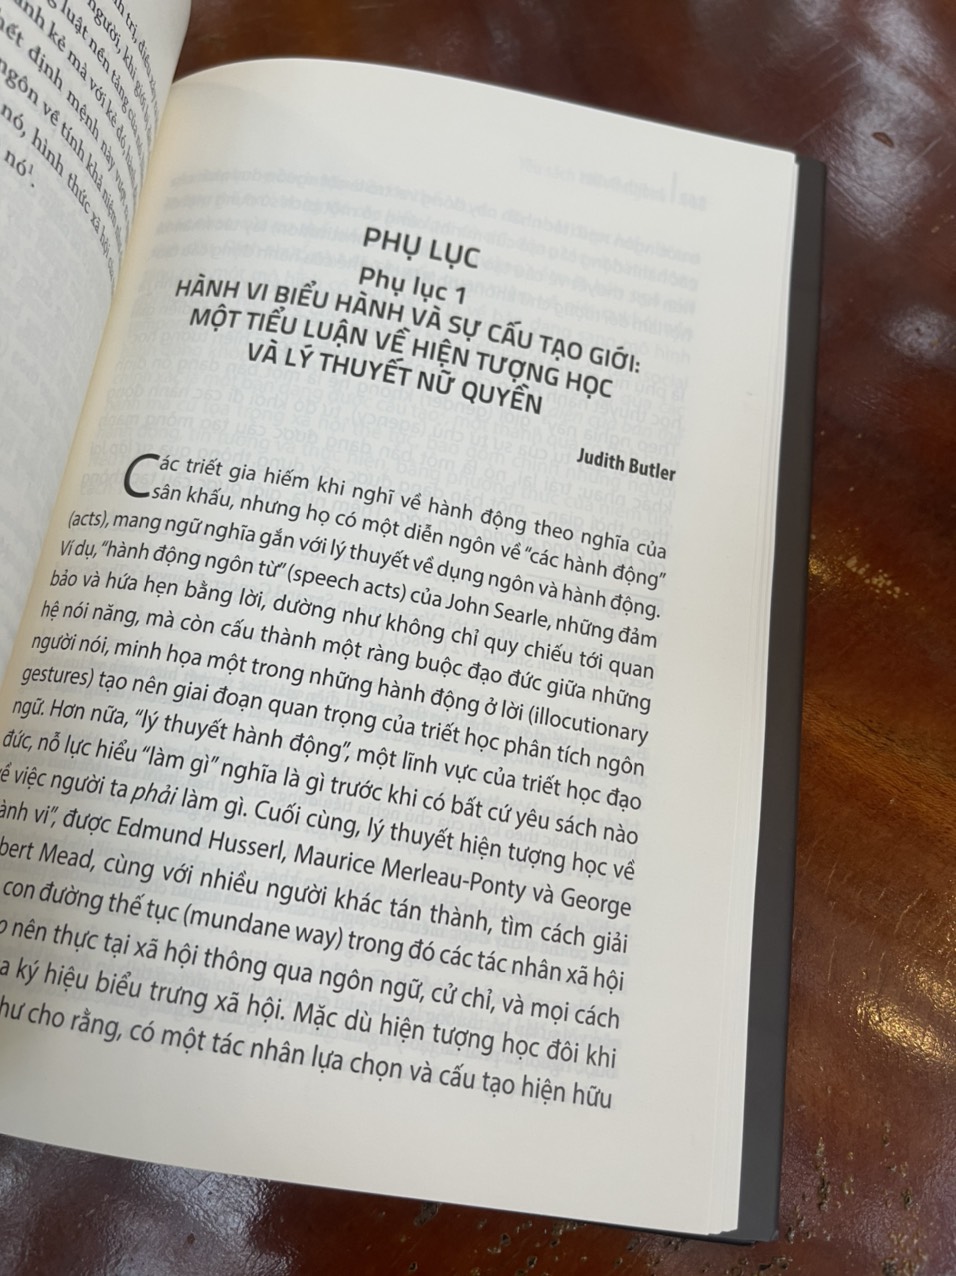 nó, hình thức xã hội
nó¹.
PHỤ LỤC
Phụ lục 1
HÀNH VI BIỂU HÀNH VÀ SỰ CẤU TẠO GIỚI:
MỘT TIỂU LUẬN VỀ HIỆN TƯỢNG HỌC
VÀ LÝ THUYẾT NỮ QUYỀN
Judith Butler
Các triết gia hiếm khi nghĩ về hành động theo nghĩa của
sân khấu, nhưng họ có một diễn ngôn về “các hành động”
(acts), mang ngữ nghĩa gắn với lý thuyết về dụng ngôn và hành động.
Ví dụ, “hành động ngôn từ” (speech acts) của John Searle, những đảm
bảo và hứa hẹn bằng lời, dường như không chỉ quy chiếu tới quan
hệ nói năng, mà còn cấu thành một ràng buộc đạo đức giữa những
người nói, minh họa một trong những hành động ở lời (illocutionary
gestures) tạo nên giai đoạn quan trọng của triết học phân tích ngôn
ngữ. Hơn nữa, “lý thuyết hành động”, một lĩnh vực của triết học đạo
đức, nỗ lực hiểu “làm gì” nghĩa là gì trước khi có bất cứ yêu sách nào
về việc người ta phải làm gì. Cuối cùng, lý thuyết hiện tượng học về
hành vi”, được Edmund Husserl, Maurice Merleau-Ponty và George
Mead, cùng với nhiều người khác tán thành, tìm cách giải
con đường thế tục (mundane way) trong đó các tác nhân xã hội
nên thực tại xã hội thông qua ngôn ngữ, cử chỉ, và mọi cách
ký hiệu biểu trưng xã hội. Mặc dù hiện tượng học đôi khi
cho rằng, có một tác nhân lựa chọn và cấu tạo hiện hữu